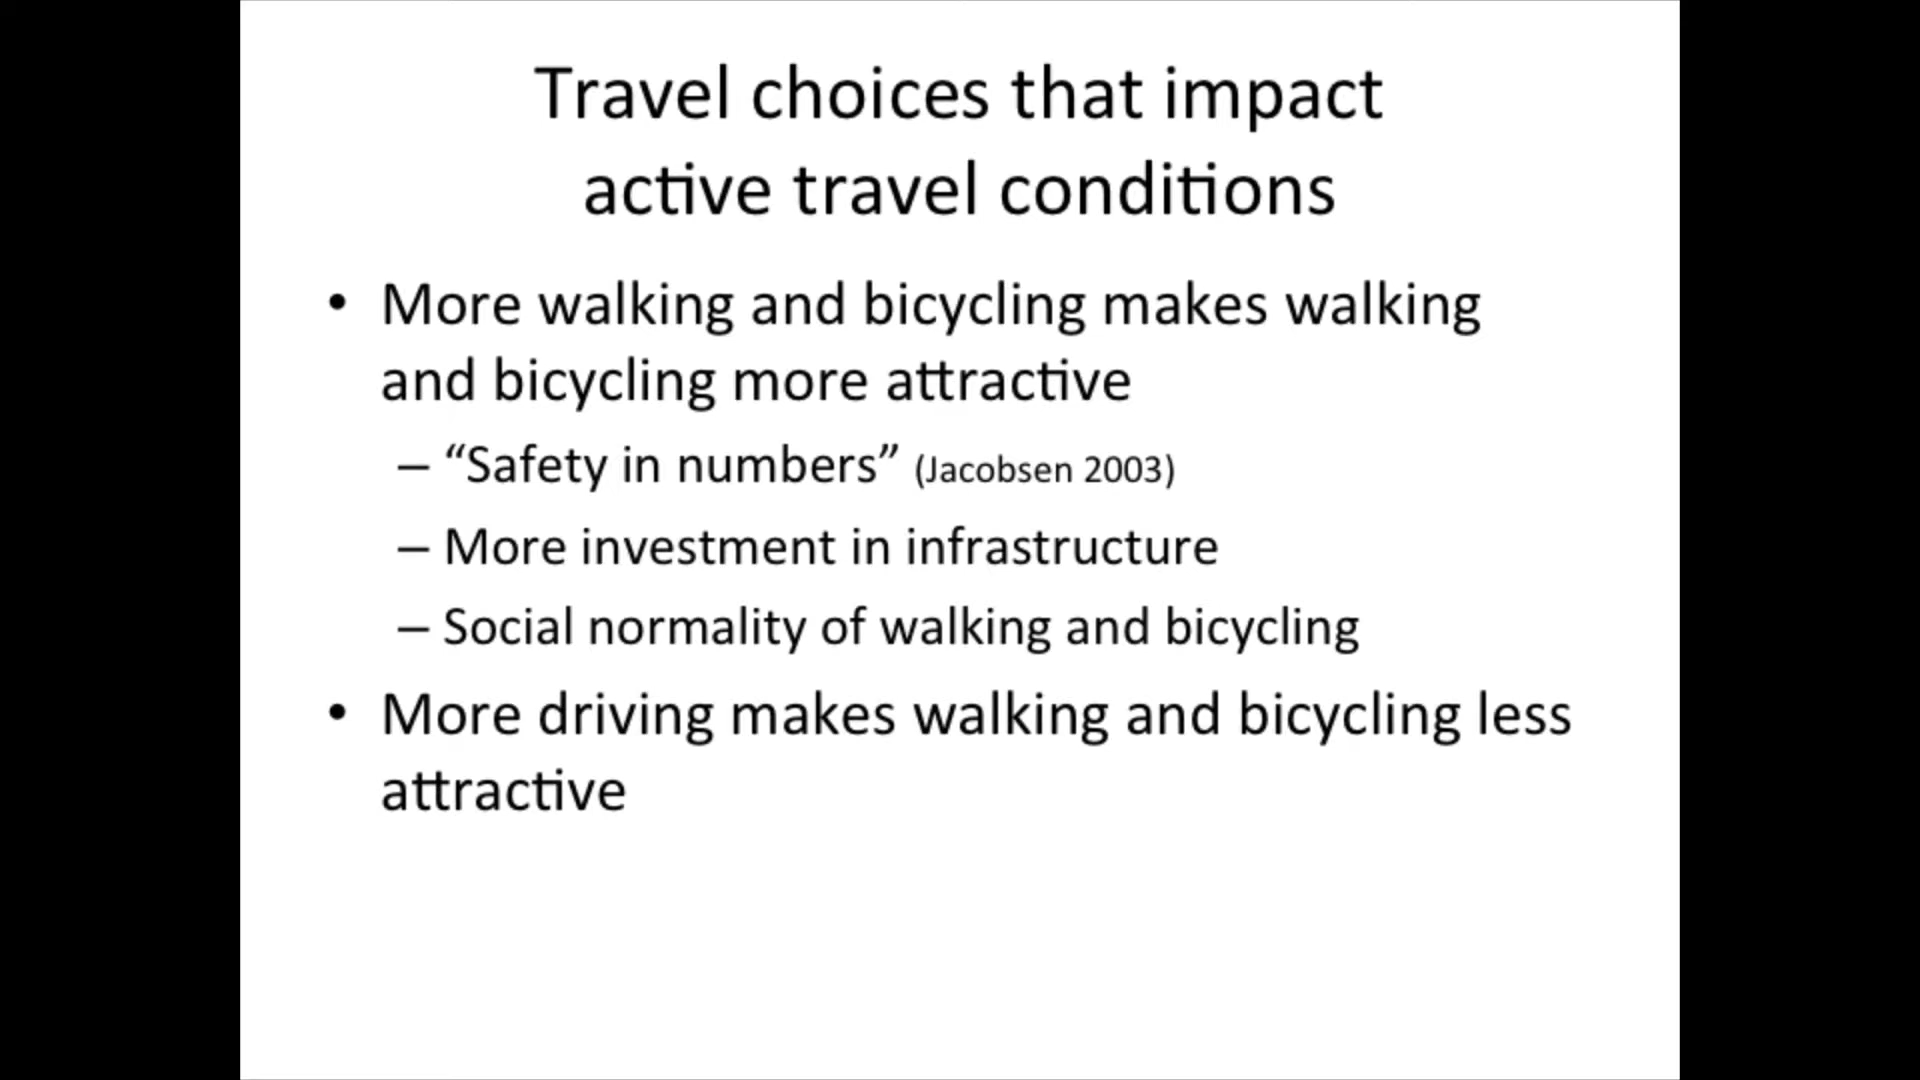 Travel choices that impact
active travel conditions
• More walking and bicycling makes walking
and bicycling more attractive
– “Safety in numbers” (Jacobsen 2003)
– More investment in infrastructure
– Social normality of walking and bicycling
• More driving makes walking and bicycling less
attractive